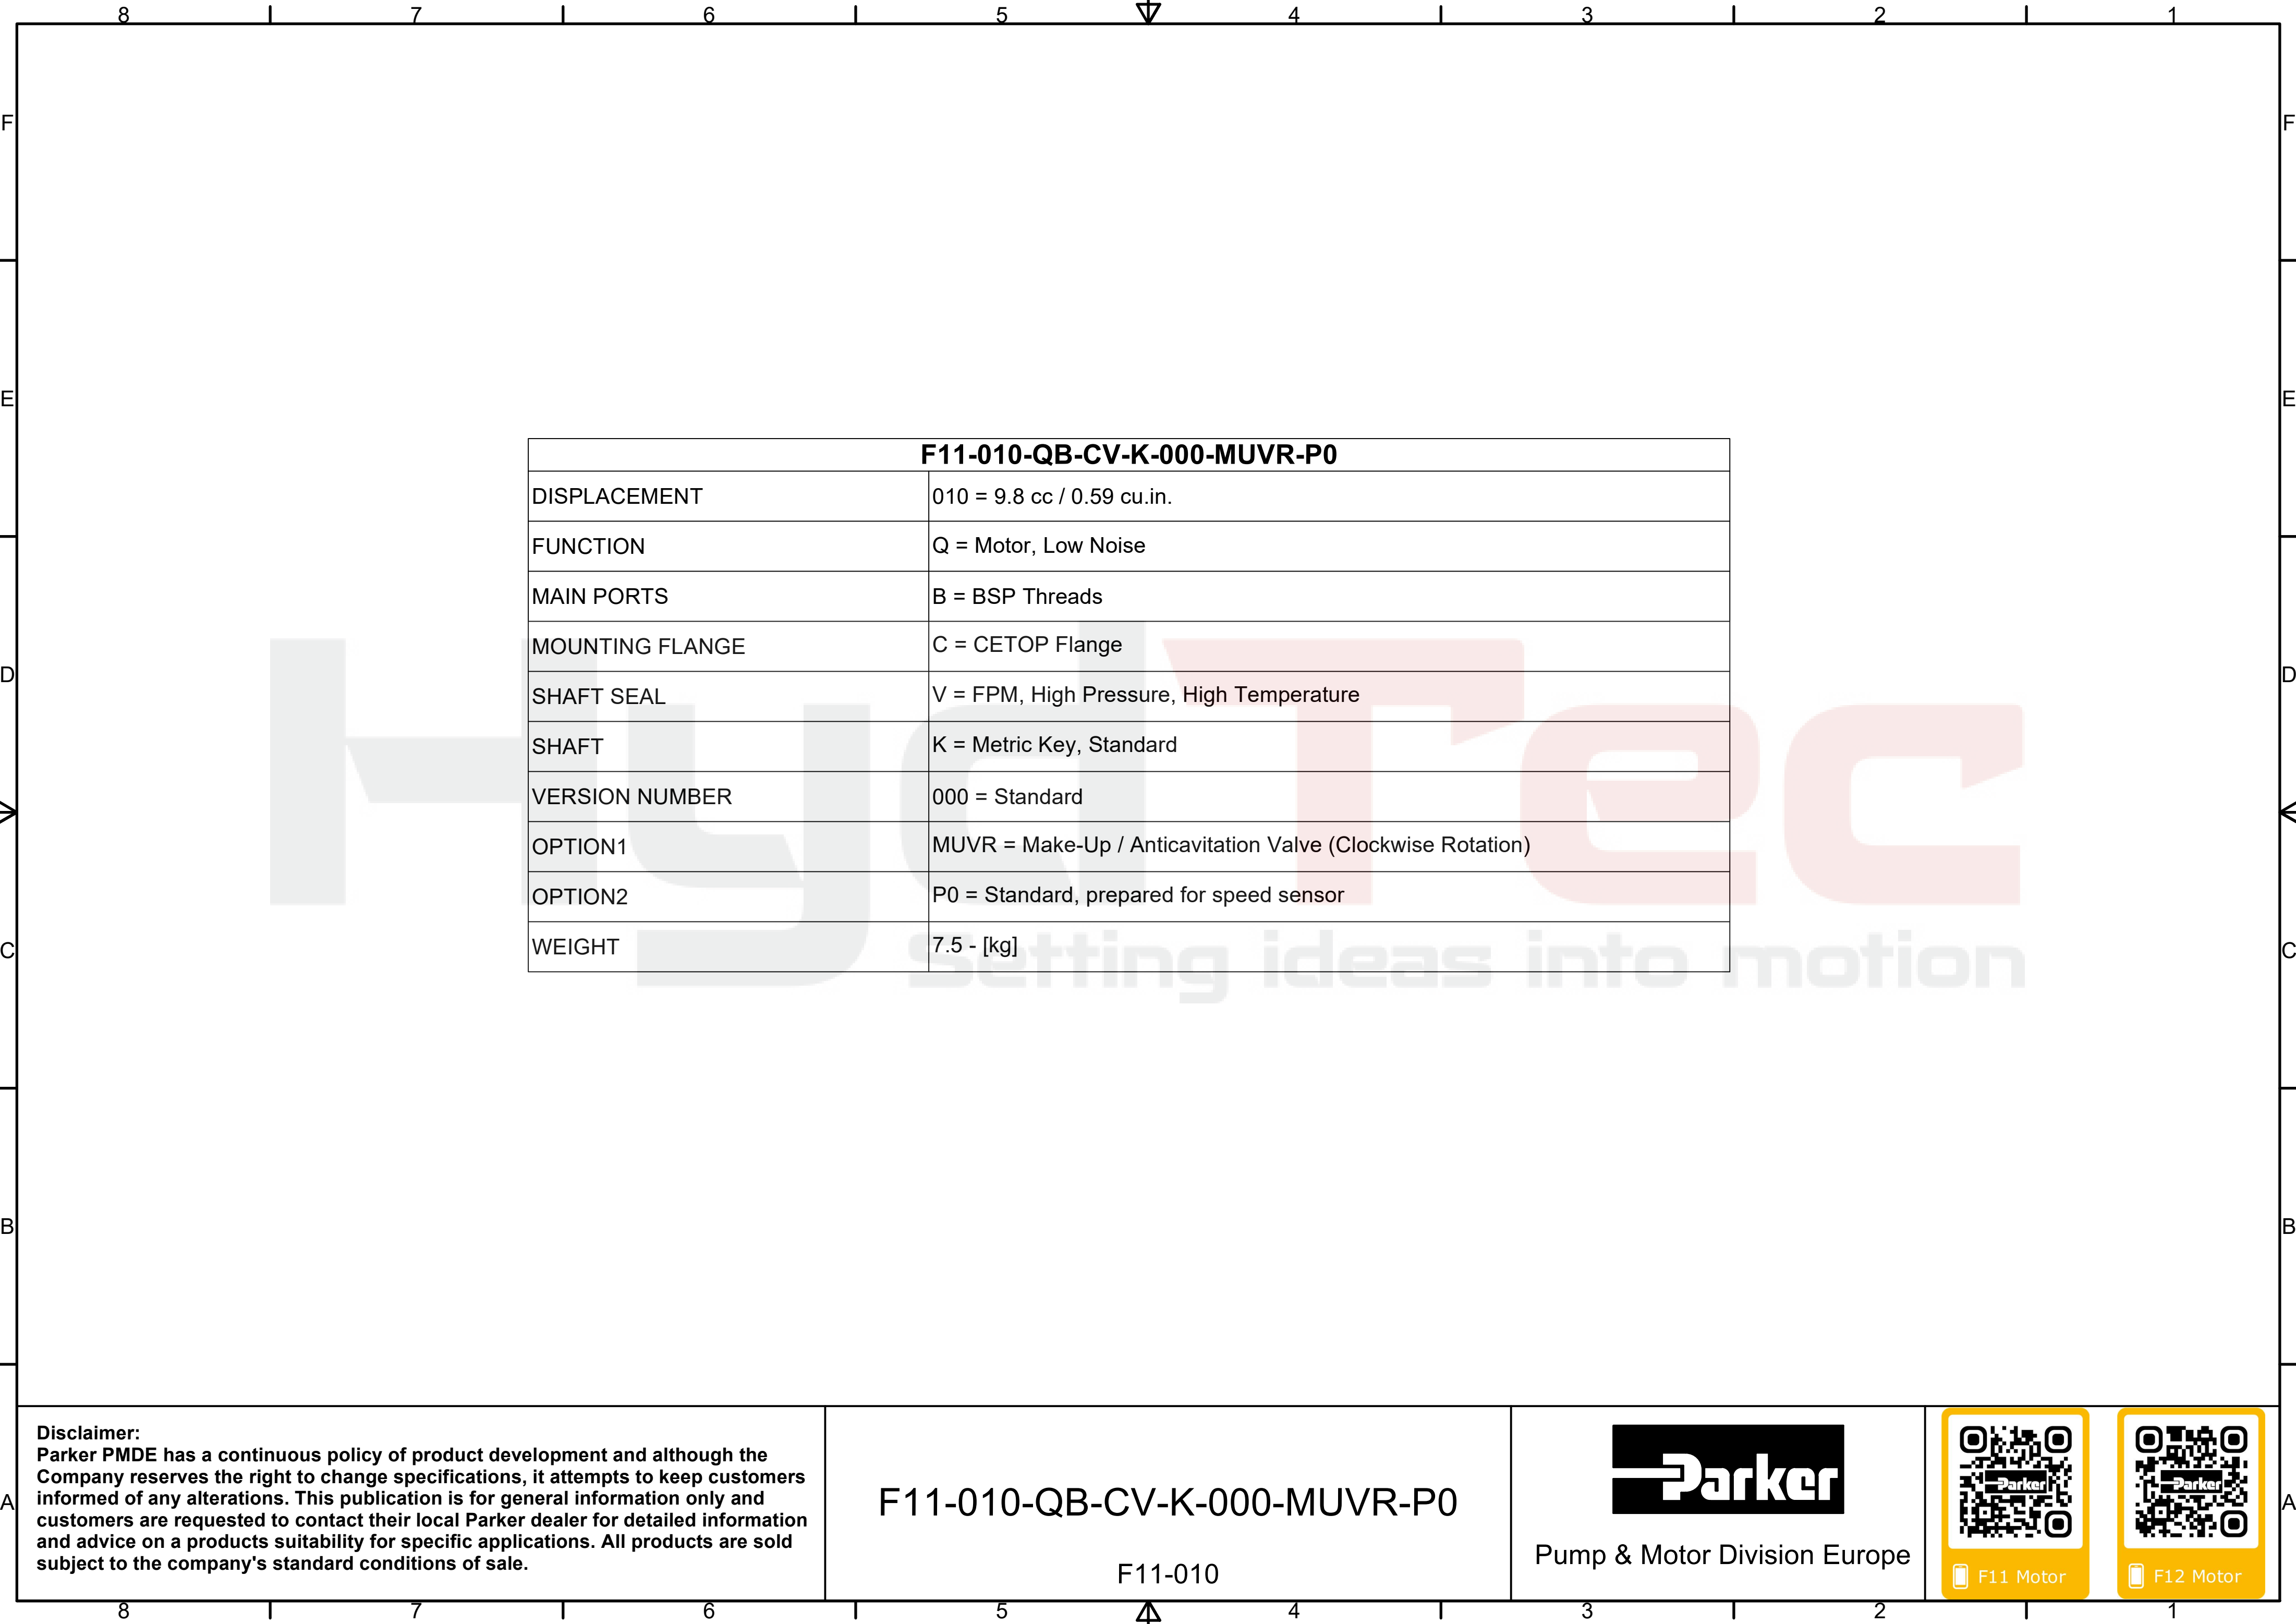 8 7 6 5 4 3 2 1
F F
E E
F11-010-QB-CV-K-000-MUVR-P0
DISPLACEMENT 010 = 9.8 cc / 0.59 cu.in.
FUNCTION Q = Motor, Low Noise
MAIN PORTS B = BSP Threads
MOUNTING FLANGE C = CETOP Flange
D D
SHAFT SEAL V = FPM, High Pressure, High Temperature
SHAFT K = Metric Key, Standard
VERSION NUMBER 000 = Standard
OPTION1 MUVR = Make-Up / Anticavitation Valve (Clockwise Rotation)
OPTION2 P0 = Standard, prepared for speed sensor
WEIGHT 7.5 - [kg]
HydTec
Setting ideas into motion
C C
B B
Disclaimer:
Parker PMDE has a continuous policy of product development and although the
Company reserves the right to change specifications, it attempts to keep customers
informed of any alterations. This publication is for general information only and
customers are requested to contact their local Parker dealer for detailed information
and advice on a products suitability for specific applications. All products are sold
subject to the company's standard conditions of sale.
A A
F11-010-QB-CV-K-000-MUVR-P0
F11-010
Parker
Pump & Motor Division Europe
Parker
F11 Motor
Parker
F12 Motor
8 7 6 5 4 3 2 1